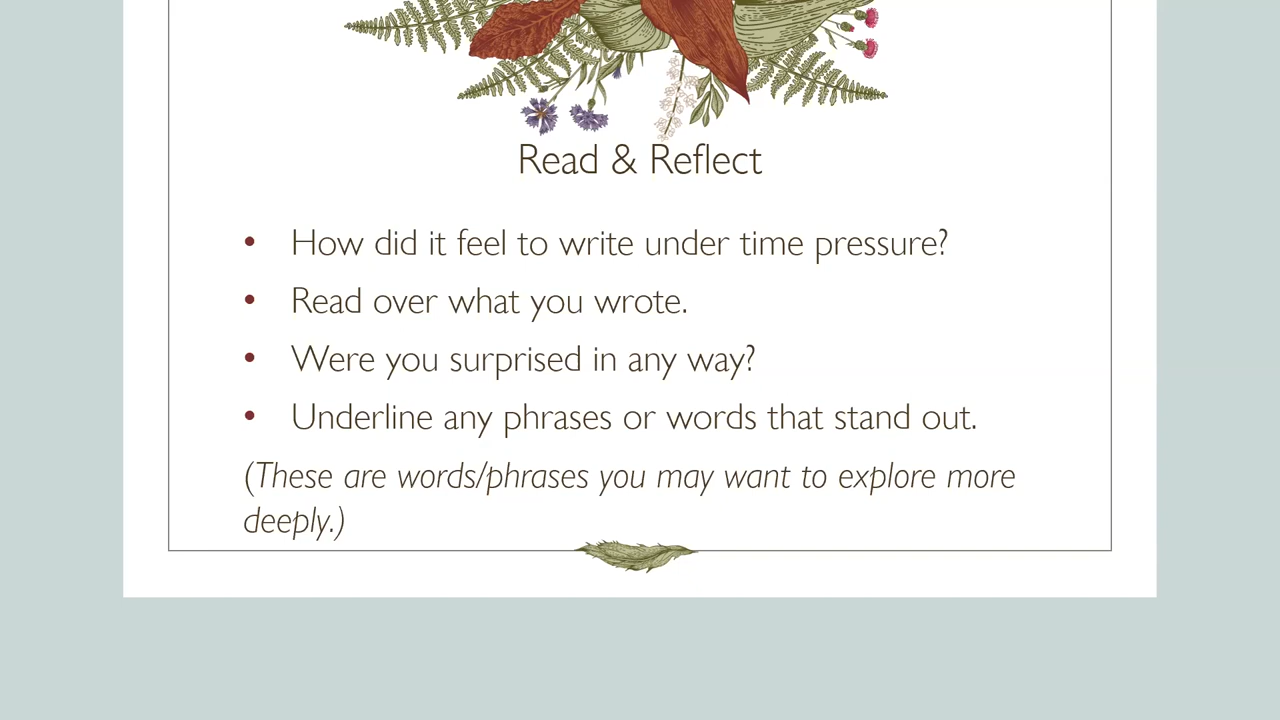 Read & Reflect
• How did it feel to write under time pressure?
• Read over what you wrote.
• Were you surprised in any way?
• Underline any phrases or words that stand out.
(These are words/phrases you may want to explore more
deeply.)